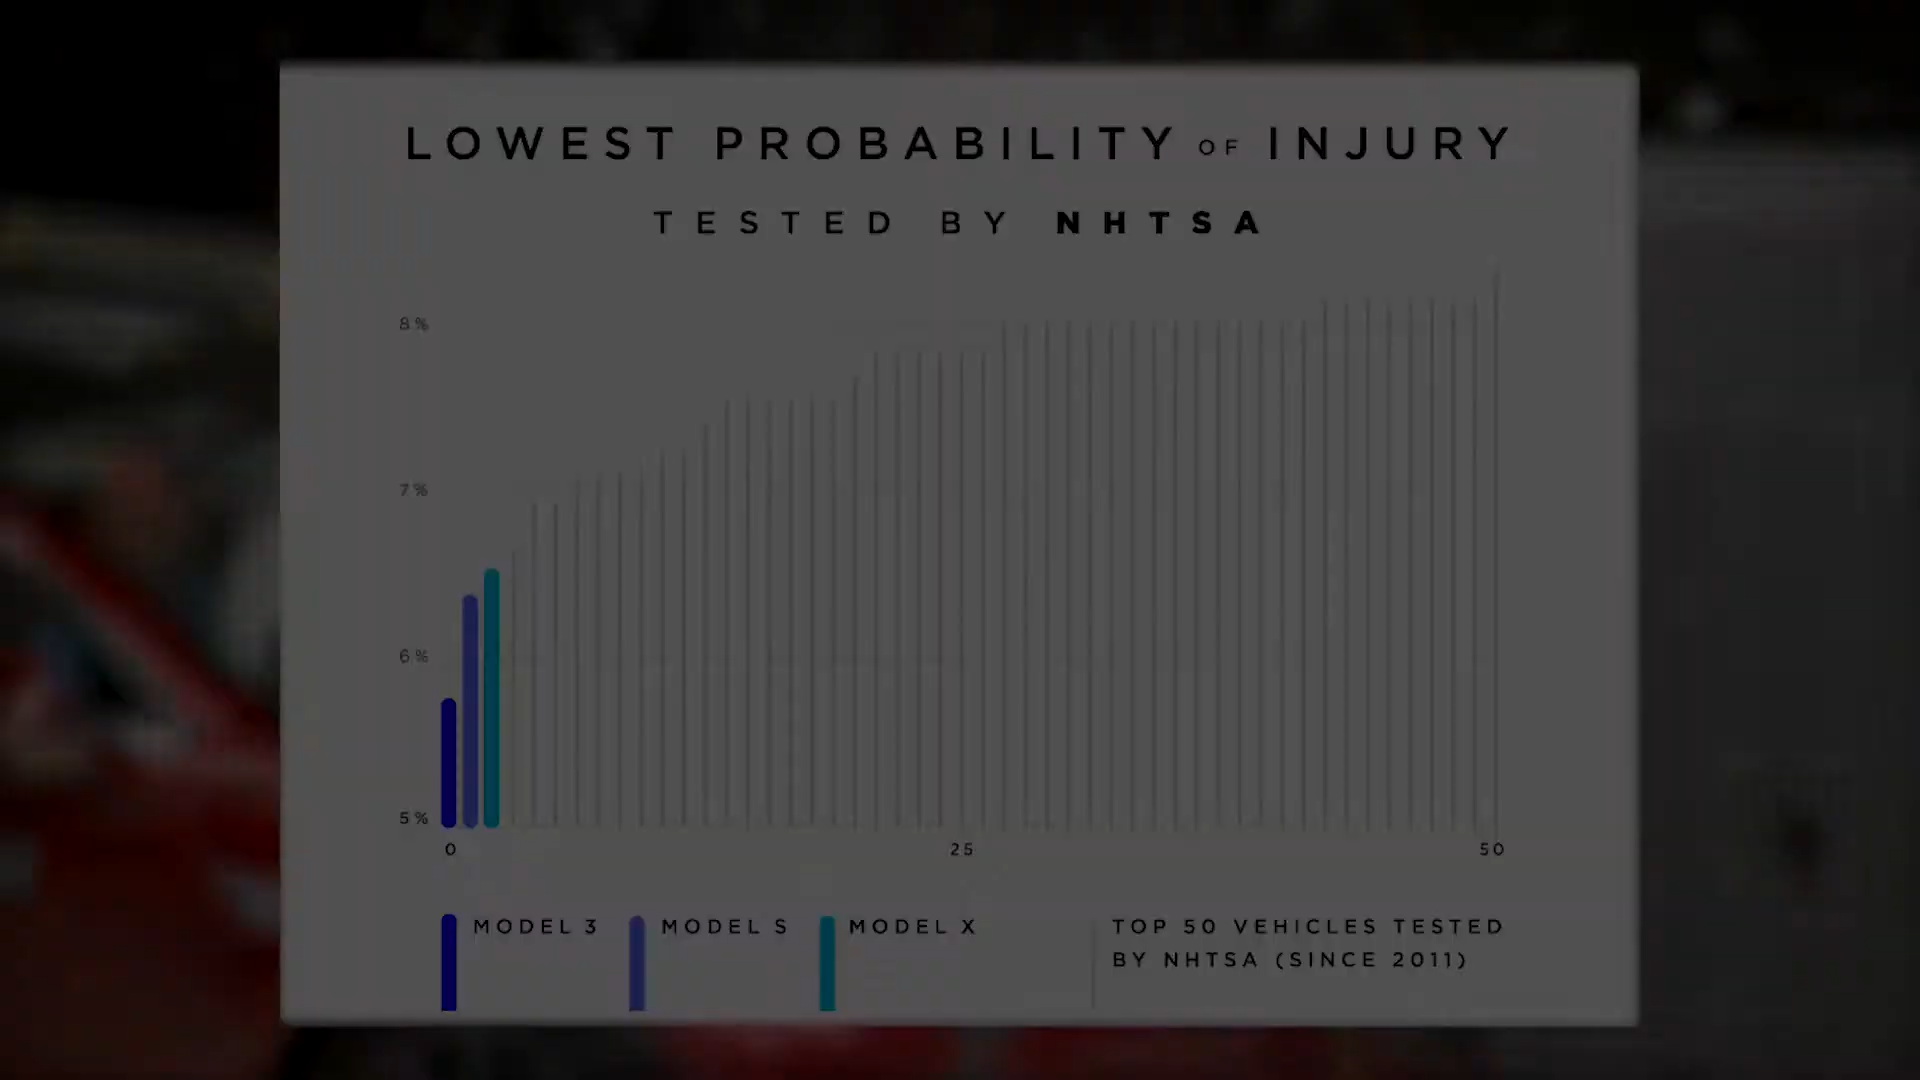 LOWEST PROBABILITY OF INJURY
TESTED BY NHTSA
8%
7%
6%
5%
0 25 50
MODEL 3 MODEL S MODEL X TOP 50 VEHICLES TESTED
BY NHTSA (SINCE 2011)